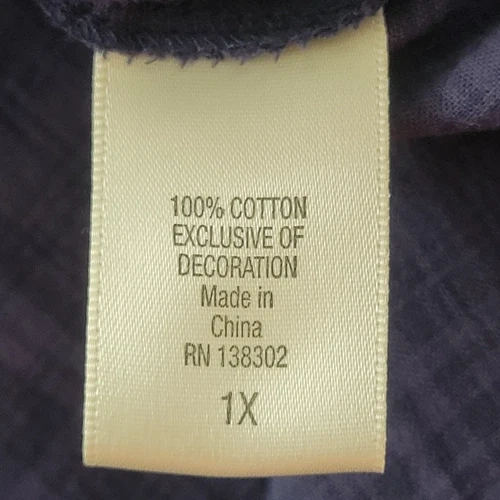 100% COTTON
EXCLUSIVE OF
DECORATION
Made in
China
RN 138302
1X